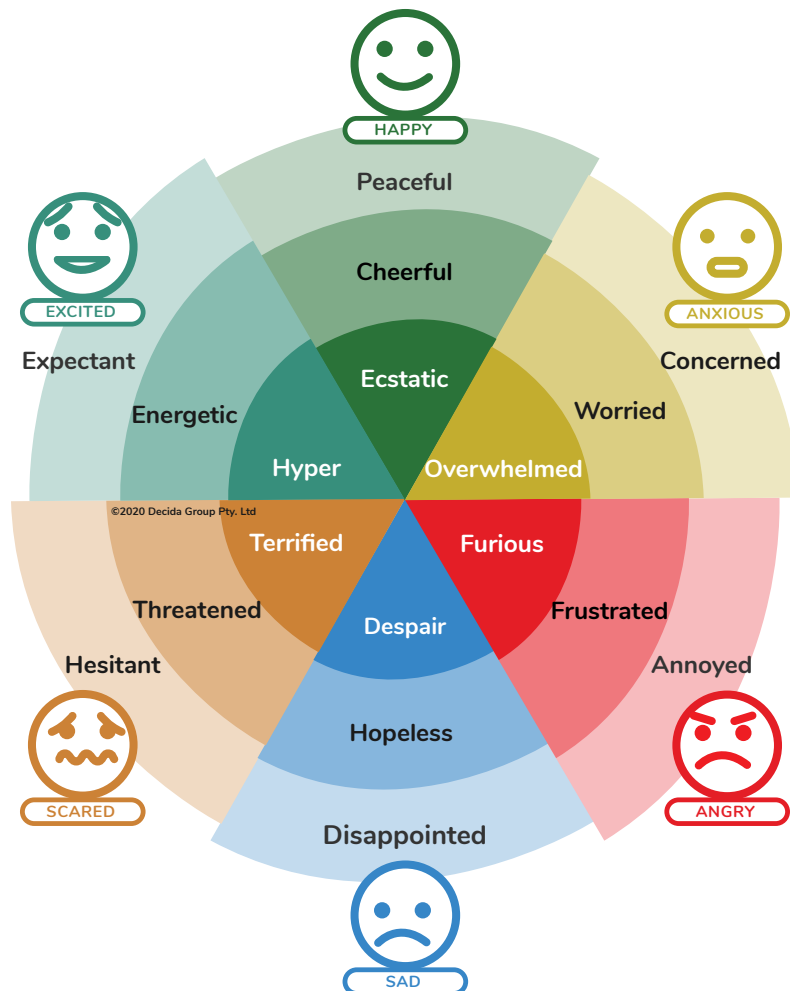 HAPPY
Peaceful
Cheerful
Ecstatic
EXCITED
Expectant
Energetic
Hyper
ANXIOUS
Concerned
Worried
Overwhelmed
©2020 Decida Group Pty. Ltd
Terrified
Threatened
Hesitant
SCARED
Furious
Frustrated
Annoyed
ANGRY
Despair
Hopeless
Disappointed
SAD